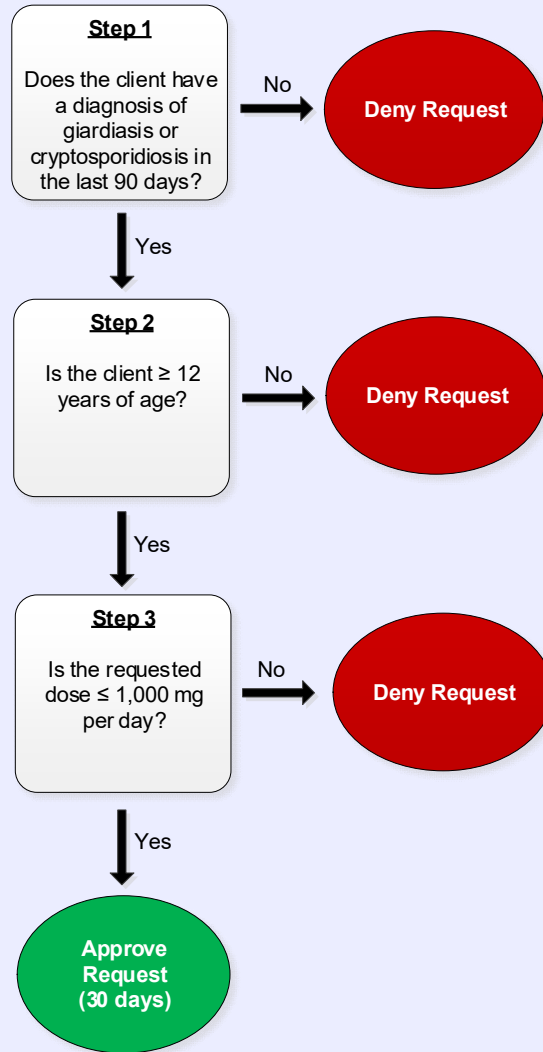 Step 1
Does the client have
a diagnosis of
giardiasis or
cryptosporidiosis in
the last 90 days?
No
Deny Request
Yes
Step 2
Is the client ≥ 12
years of age?
No
Deny Request
Yes
Step 3
Is the requested
dose ≤ 1,000 mg
per day?
No
Deny Request
Yes
Approve
Request
(30 days)